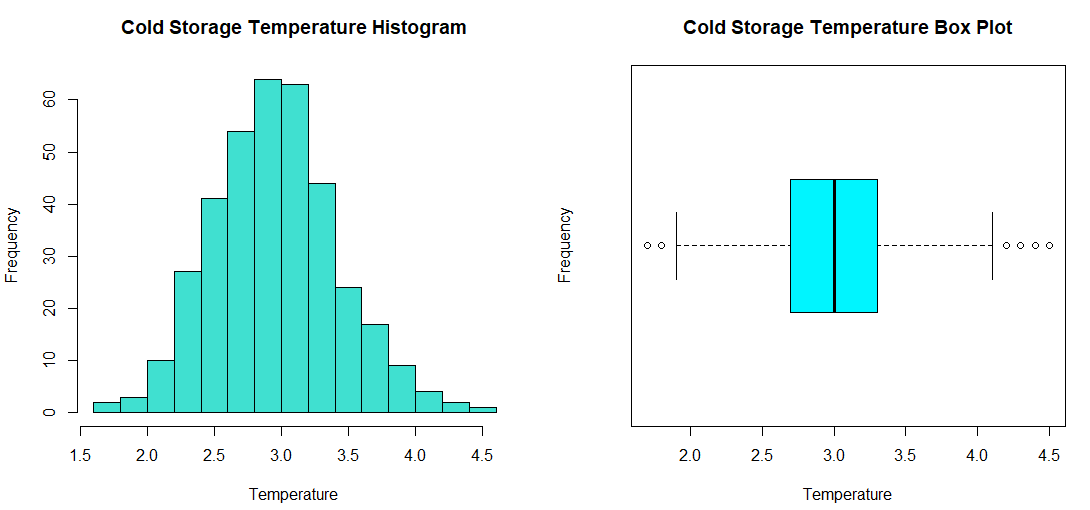 Cold Storage Temperature Histogram
Frequency
0 10 20 30 40 50 60
1.5 2.0 2.5 3.0 3.5 4.0 4.5
Temperature
Cold Storage Temperature Box Plot
Frequency
2.0 2.5 3.0 3.5 4.0 4.5
Temperature